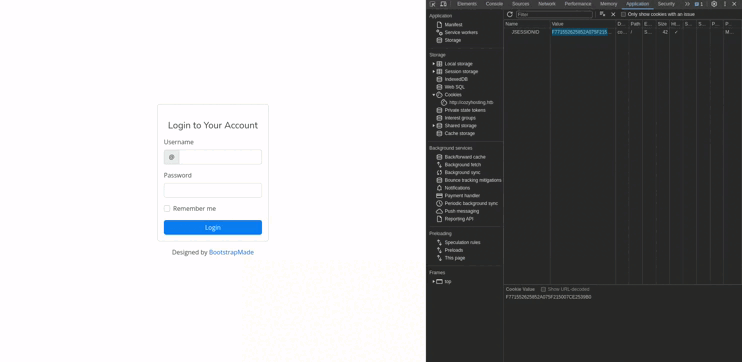 Login to Your Account
Username
@
Password
Remember me
Login
Designed by BootstrapMade
Elements Console Sources Network Performance Memory Application Security
Filter
Only show cookies with an issue
Application
Manifest
Service workers
Storage
Storage
Local storage
Session storage
IndexedDB
Web SQL
Cookies
http://cozyhosting.htb
Private state tokens
Interest groups
Shared storage
Cache storage
Background services
Back/forward cache
Background fetch
Background sync
Bounce tracking mitigations
Notifications
Payment handler
Periodic background sync
Push messaging
Reporting API
Preloading
Speculation rules
Preloads
This page
Frames
top
Name Value D... Path E... Size Ht... S... S... P... P...
JSESSIONID co... / S... 42 ✓ M...
Cookie Value Show URL-decoded